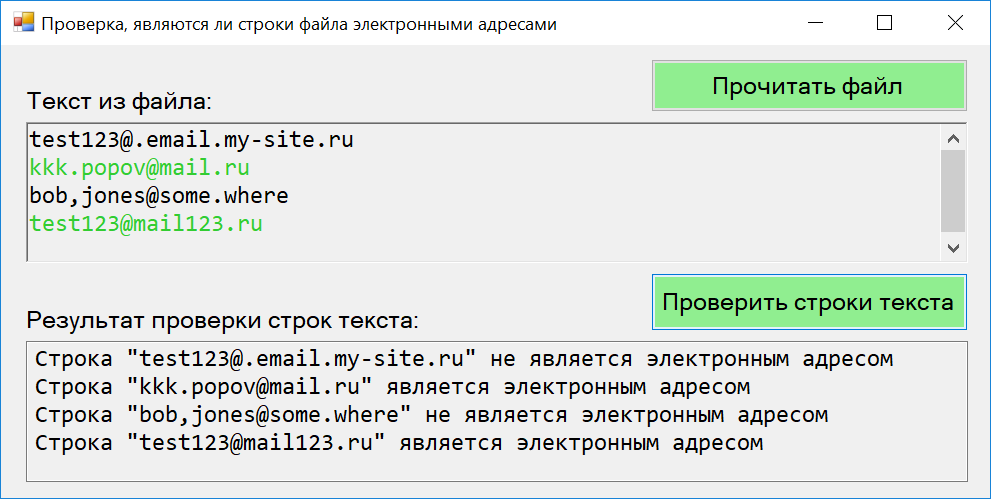 Проверка, являются ли строки файла электронными адресами
Прочитать файл
Текст из файла:
test123@.email.my-site.ru
kkk.popov@mail.ru
bob,jones@some.where
test123@mail123.ru
Проверить строки текста
Результат проверки строк текста:
Строка "test123@.email.my-site.ru" не является электронным адресом
Строка "kkk.popov@mail.ru" является электронным адресом
Строка "bob,jones@some.where" не является электронным адресом
Строка "test123@mail123.ru" является электронным адресом